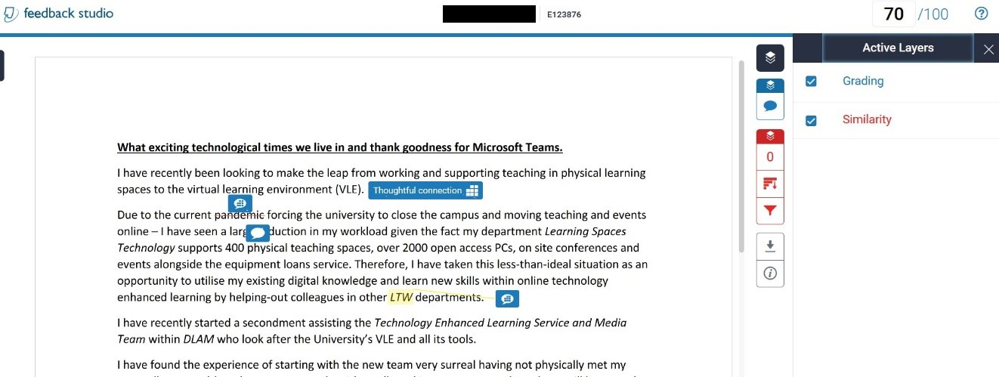 feedback studio
E123876
70 /100
?
Active Layers
Grading
Similarity
0
What exciting technological times we live in and thank goodness for Microsoft Teams.
I have recently been looking to make the leap from working and supporting teaching in physical learning
spaces to the virtual learning environment (VLE). Thoughtful connection
Due to the current pandemic forcing the university to close the campus and moving teaching and events
online – I have seen a larg duction in my workload given the fact my department Learning Spaces
Technology supports 400 physical teaching spaces, over 2000 open access PCs, on site conferences and
events alongside the equipment loans service. Therefore, I have taken this less-than-ideal situation as an
opportunity to utilise my existing digital knowledge and learn new skills within online technology
enhanced learning by helping-out colleagues in other LTW departments.
I have recently started a secondment assisting the Technology Enhanced Learning Service and Media
Team within DLAM who look after the University's VLE and all its tools.
I have found the experience of starting with the new team very surreal having not physically met my